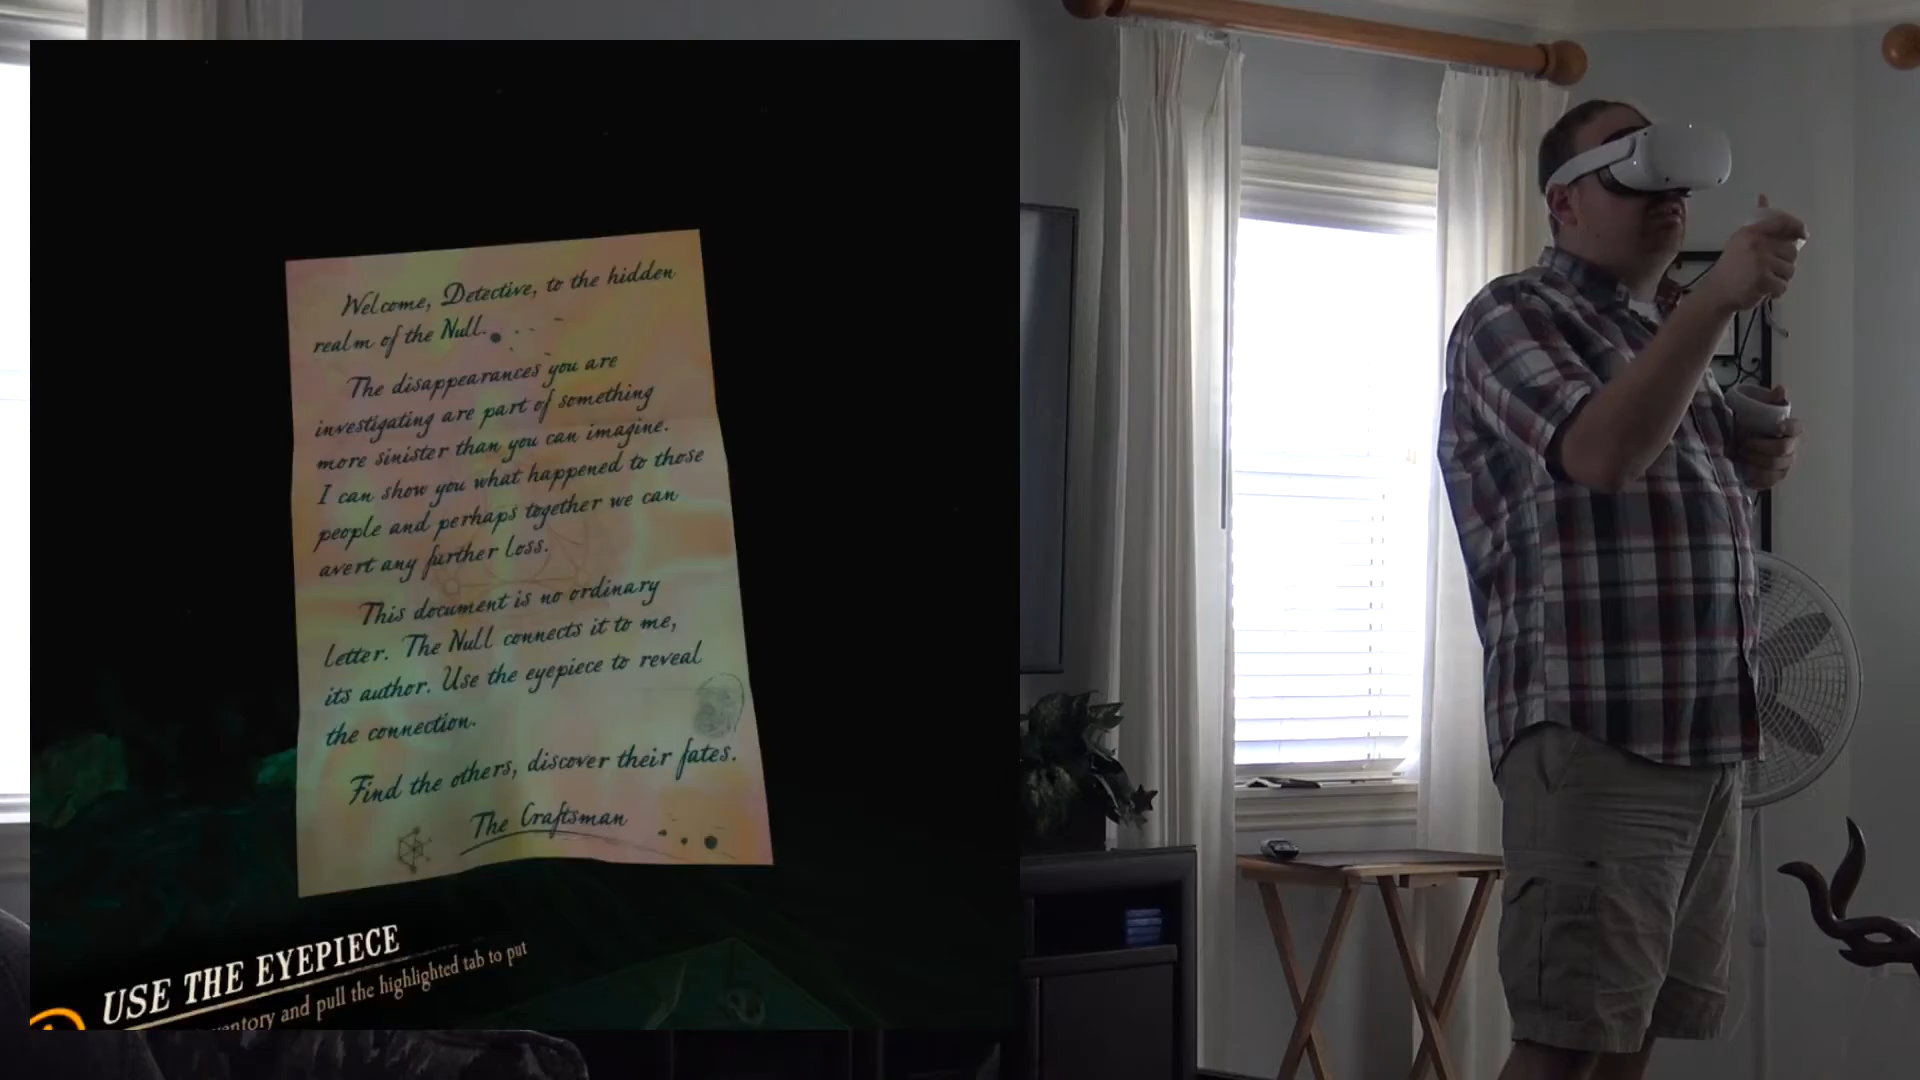 Welcome, Detective, to the hidden
realm of the Null.
The disappearances you are
investigating are part of something
more sinister than you can imagine.
I can show you what happened to those
people and perhaps together we can
avert any further loss.
This document is no ordinary
letter. The Null connects it to me,
its author. Use the eyepiece to reveal
the connection.
Find the others, discover their fates.
The Craftsman
USE THE EYEPIECE
and pull the highlighted tab to put